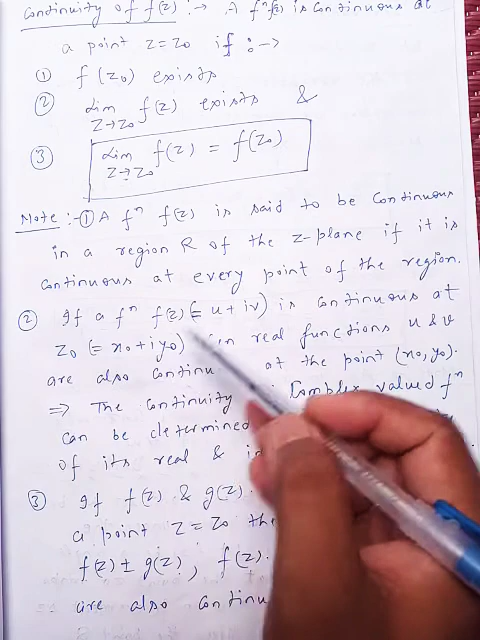 Continuity of f(z) :→ A fⁿ f(z) is continuous at
a point z = z₀ if :→
① f(z₀) exists
② Lim z→z₀ f(z) exists &
③ Lim z→z₀ f(z) = f(z₀)
Note :- ① A fⁿ f(z) is said to be continuous
in a region R of the z-plane if it is
continuous at every point of the region.
② If a fⁿ f(z) (= u + iv) is continuous at
z₀ (= x₀ + iy₀) real functions u & v
are also continu at the point (x₀, y₀).
⇒ The continuity Complex valued fⁿ
can be determined
of its real & i
③ If f(z) & g(z)
a point z = z₀ the
f(z) ± g(z), f(z).
are also continu